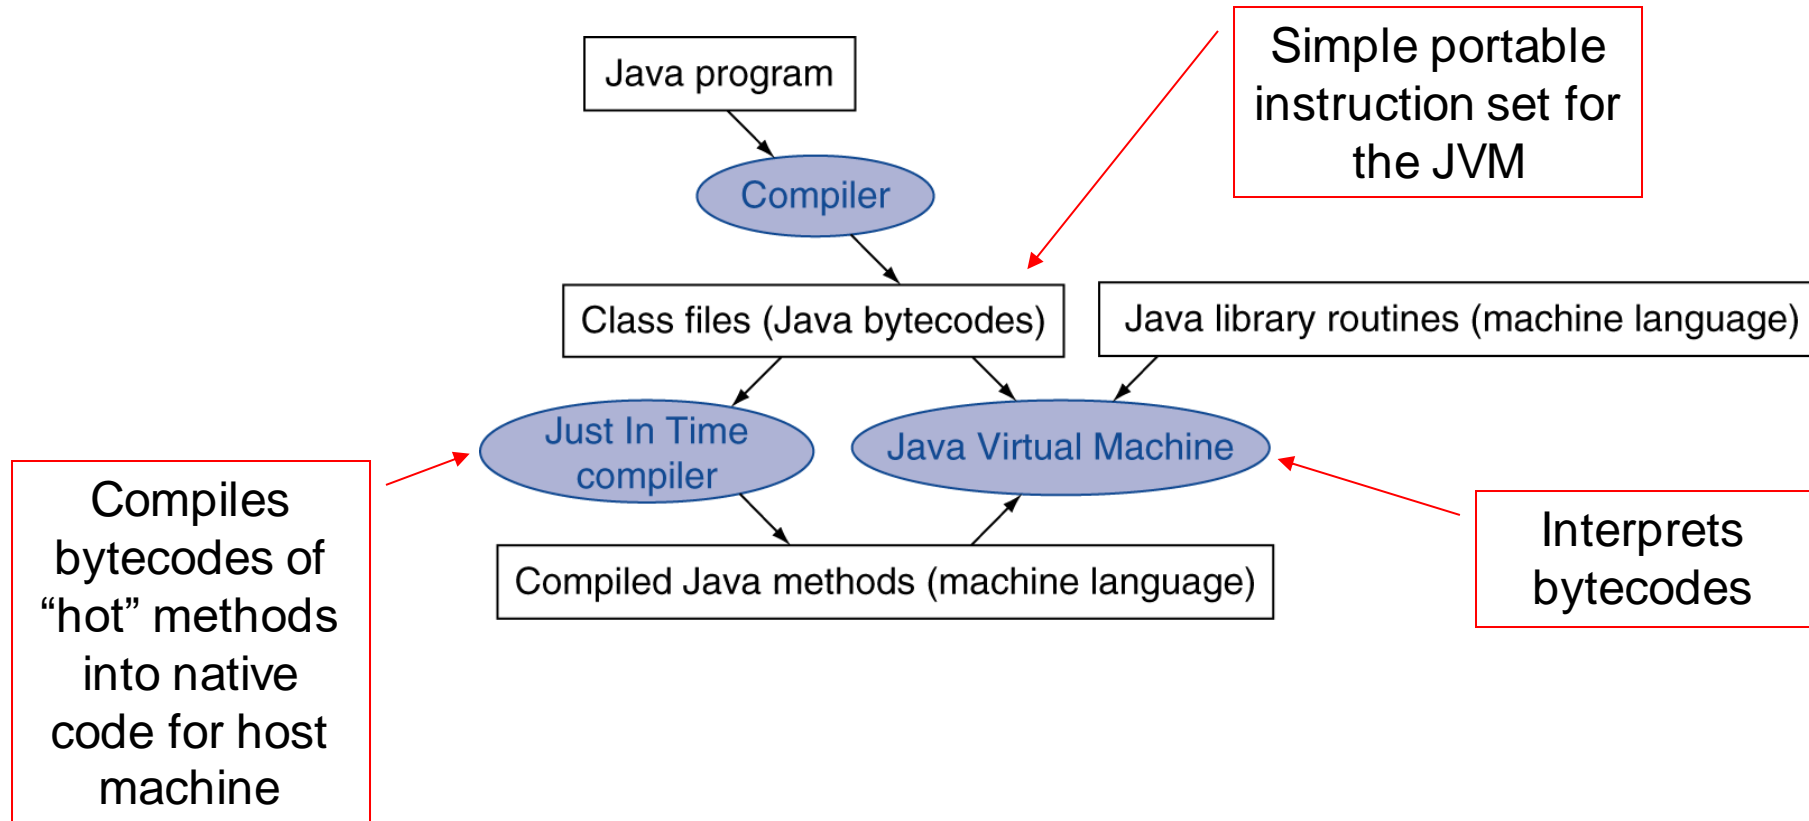 Java program
Simple portable
instruction set for
the JVM
Compiler
Class files (Java bytecodes)
Java library routines (machine language)
Just In Time
compiler
Java Virtual Machine
Compiles
bytecodes of
“hot” methods
into native
code for host
machine
Interprets
bytecodes
Compiled Java methods (machine language)